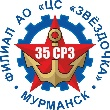 ФИЛИАЛ АО «ЦС «ЗВЁЗДОЧКА»
35 СРЗ
• МУРМАНСК •